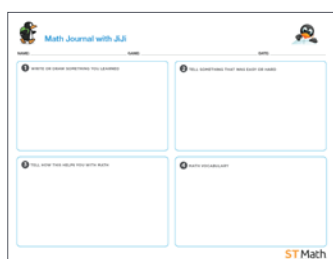 Math Journal with JiJi
NAME: GAME: DATE:
1 WRITE OR DRAW SOMETHING YOU LEARNED
2 TELL SOMETHING THAT WAS EASY OR HARD
3 TELL HOW THIS HELPS YOU WITH MATH
4 MATH VOCABULARY
ST Math